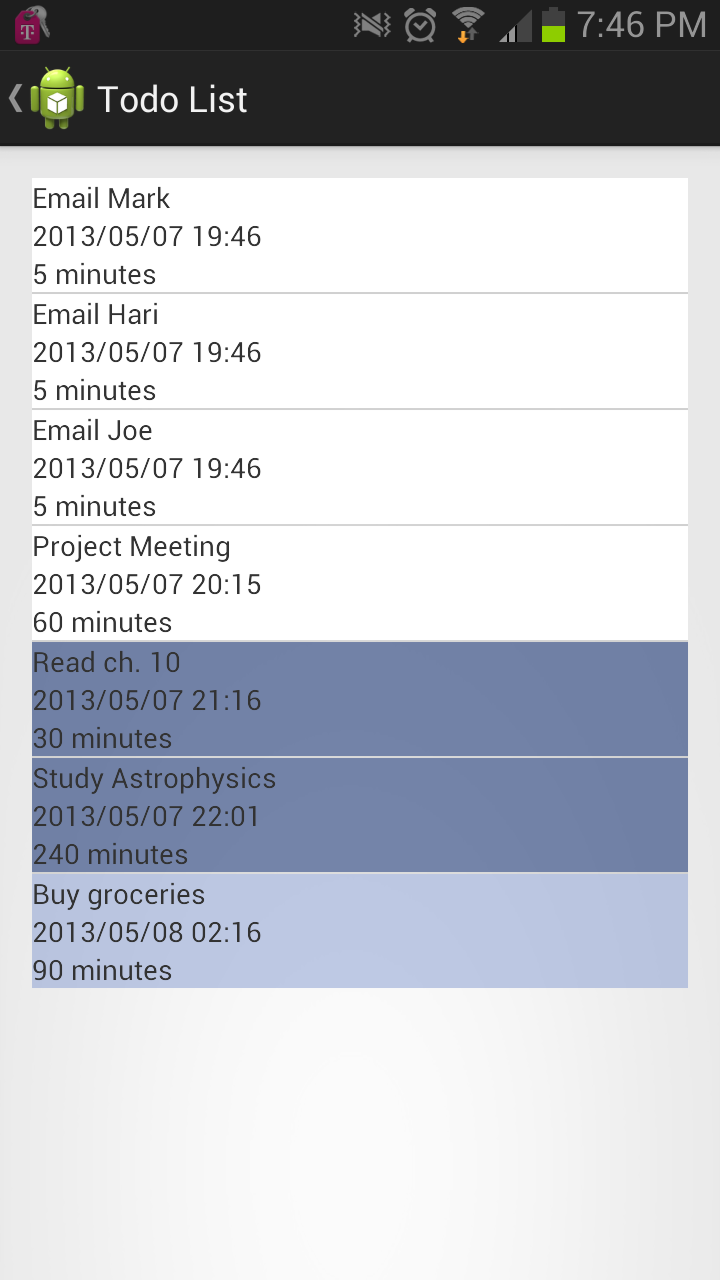 T
7:46 PM
Todo List
Email Mark
2013/05/07 19:46
5 minutes
Email Hari
2013/05/07 19:46
5 minutes
Email Joe
2013/05/07 19:46
5 minutes
Project Meeting
2013/05/07 20:15
60 minutes
Read ch. 10
2013/05/07 21:16
30 minutes
Study Astrophysics
2013/05/07 22:01
240 minutes
Buy groceries
2013/05/08 02:16
90 minutes